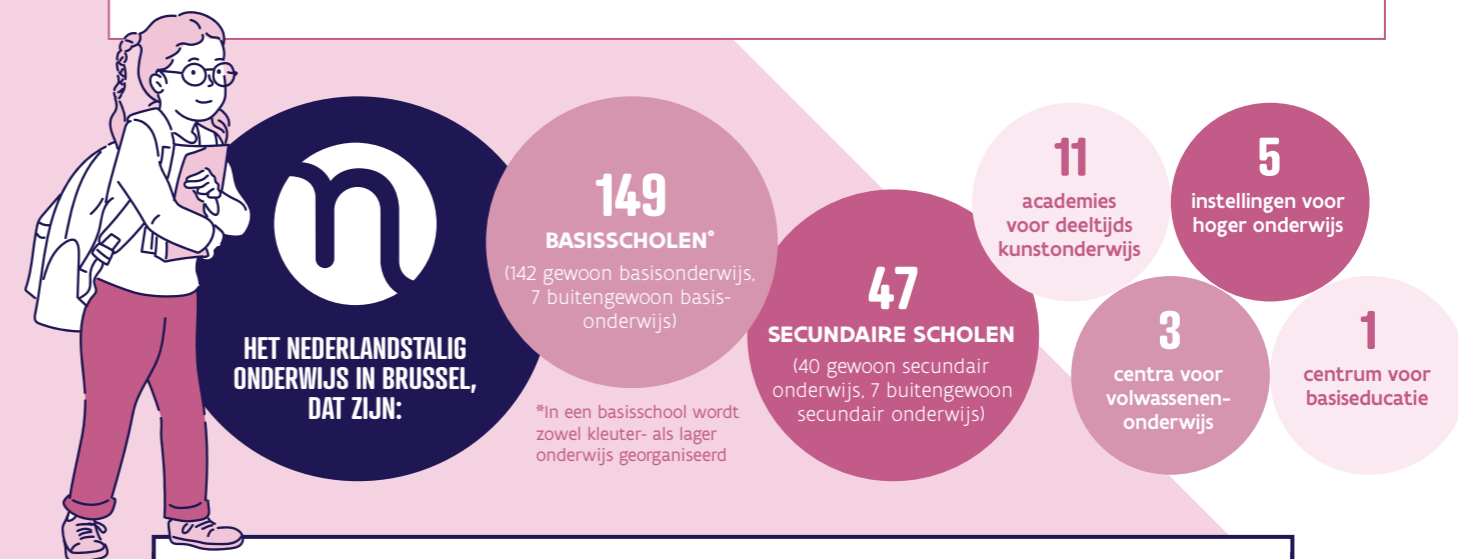 n
HET NEDERLANDSTALIG
ONDERWIJS IN BRUSSEL,
DAT ZIJN:
149
BASISSCHOLEN*
(142 gewoon basisonderwijs,
7 buitengewoon basis-
onderwijs)
*In een basisschool wordt
zowel kleuter- als lager
onderwijs georganiseerd
47
SECUNDAIRE SCHOLEN
(40 gewoon secundair
onderwijs, 7 buitengewoon
secundair onderwijs)
11
academies
voor deeltijds
kunstonderwijs
5
instellingen voor
hoger onderwijs
3
centra voor
volwassenen-
onderwijs
1
centrum voor
basiseducatie